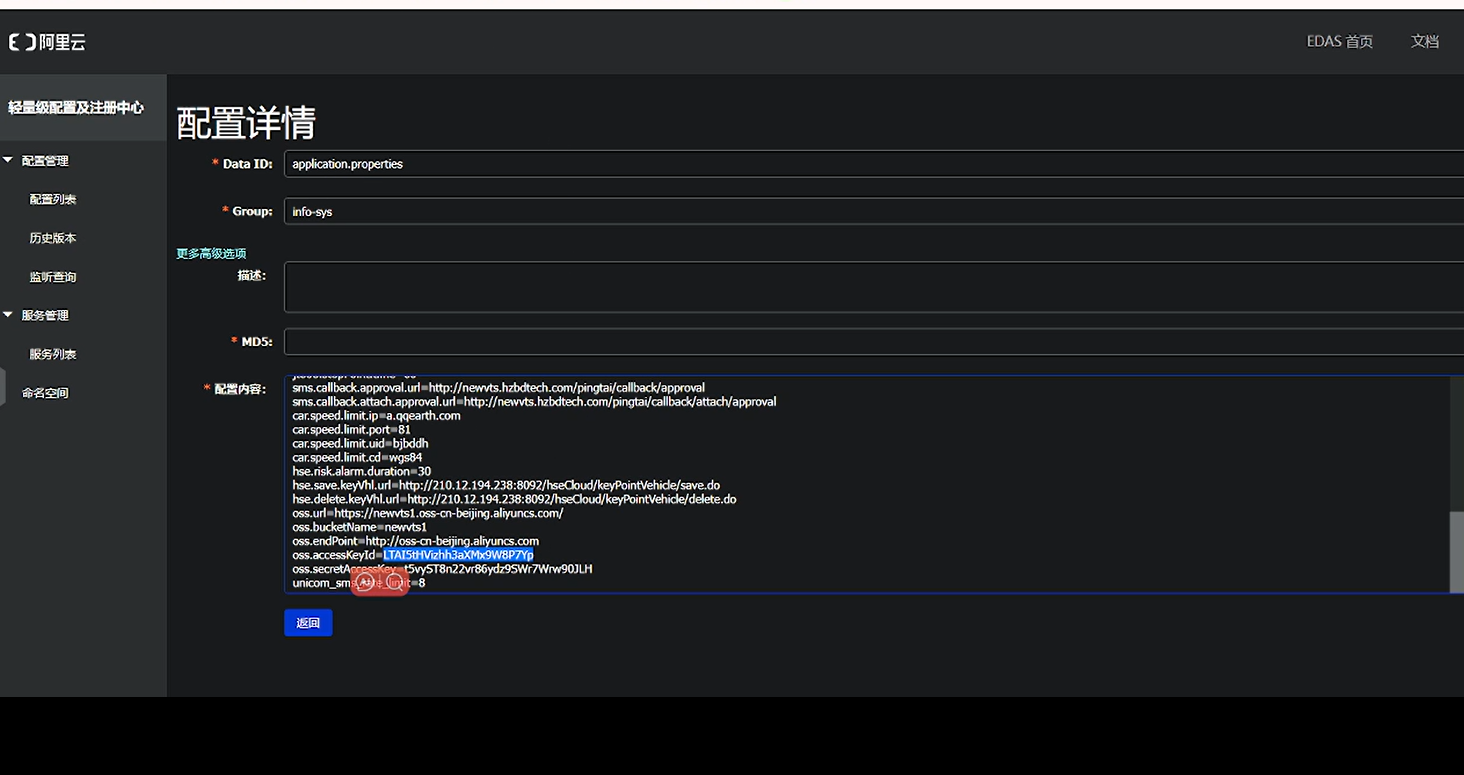 阿里云
EDAS 首页
文档
轻量级配置及注册中心
配置管理
配置列表
历史版本
监听查询
服务管理
服务列表
命名空间
配置详情
* Data ID:
application.properties
* Group:
info-sys
更多高级选项
描述:
* MD5:
* 配置内容:
sms.callback.approval.url=http://newvts.hzbdtech.com/pingtai/callback/approval
sms.callback.attach.approval.url=http://newvts.hzbdtech.com/pingtai/callback/attach/approval
car.speed.limit.ip=a.qqearth.com
car.speed.limit.port=81
car.speed.limit.uid=bjbddh
car.speed.limit.cd=wgs84
hse.risk.alarm.duration=30
hse.save.keyVhl.url=http://210.12.194.238:8092/hseCloud/keyPointVehicle/save.do
hse.delete.keyVhl.url=http://210.12.194.238:8092/hseCloud/keyPointVehicle/delete.do
oss.url=https://newvts1.oss-cn-beijing.aliyuncs.com/
oss.bucketName=newvts1
oss.endPoint=http://oss-cn-beijing.aliyuncs.com
oss.accessKeyId=LTAI5tHVizhh3aXMx9W8P7Yp
oss.secretAccessKey=t5vyST8n22vr86ydz9SWr7Wrw90JLH
unicom_sms =8
返回